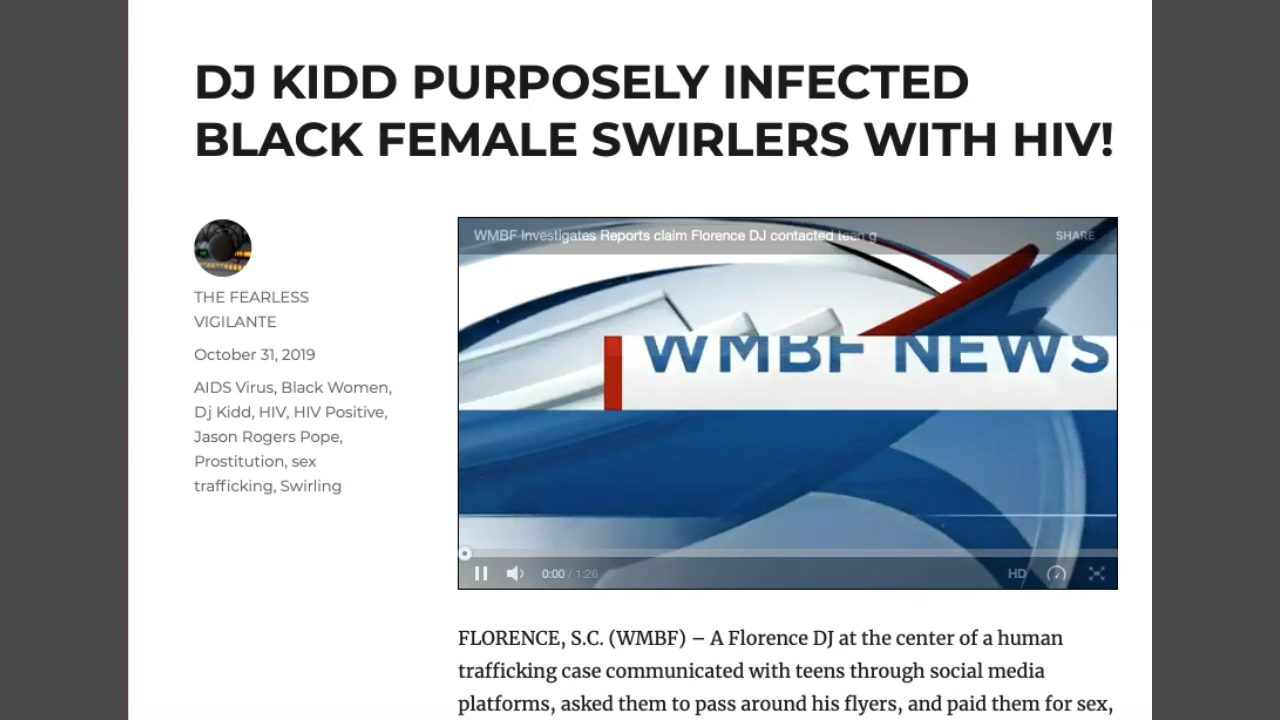 DJ KIDD PURPOSELY INFECTED
BLACK FEMALE SWIRLERS WITH HIV!
THE FEARLESS
VIGILANTE
October 31, 2019
AIDS Virus, Black Women,
Dj Kidd, HIV, HIV Positive,
Jason Rogers Pope,
Prostitution, sex
trafficking, Swirling
WMBF Investigates Reports claim Florence DJ contacted teen g
SHARE
WMBF NEWS
0:00 / 1:26
HD
FLORENCE, S.C. (WMBF) – A Florence DJ at the center of a human
trafficking case communicated with teens through social media
platforms, asked them to pass around his flyers, and paid them for sex,